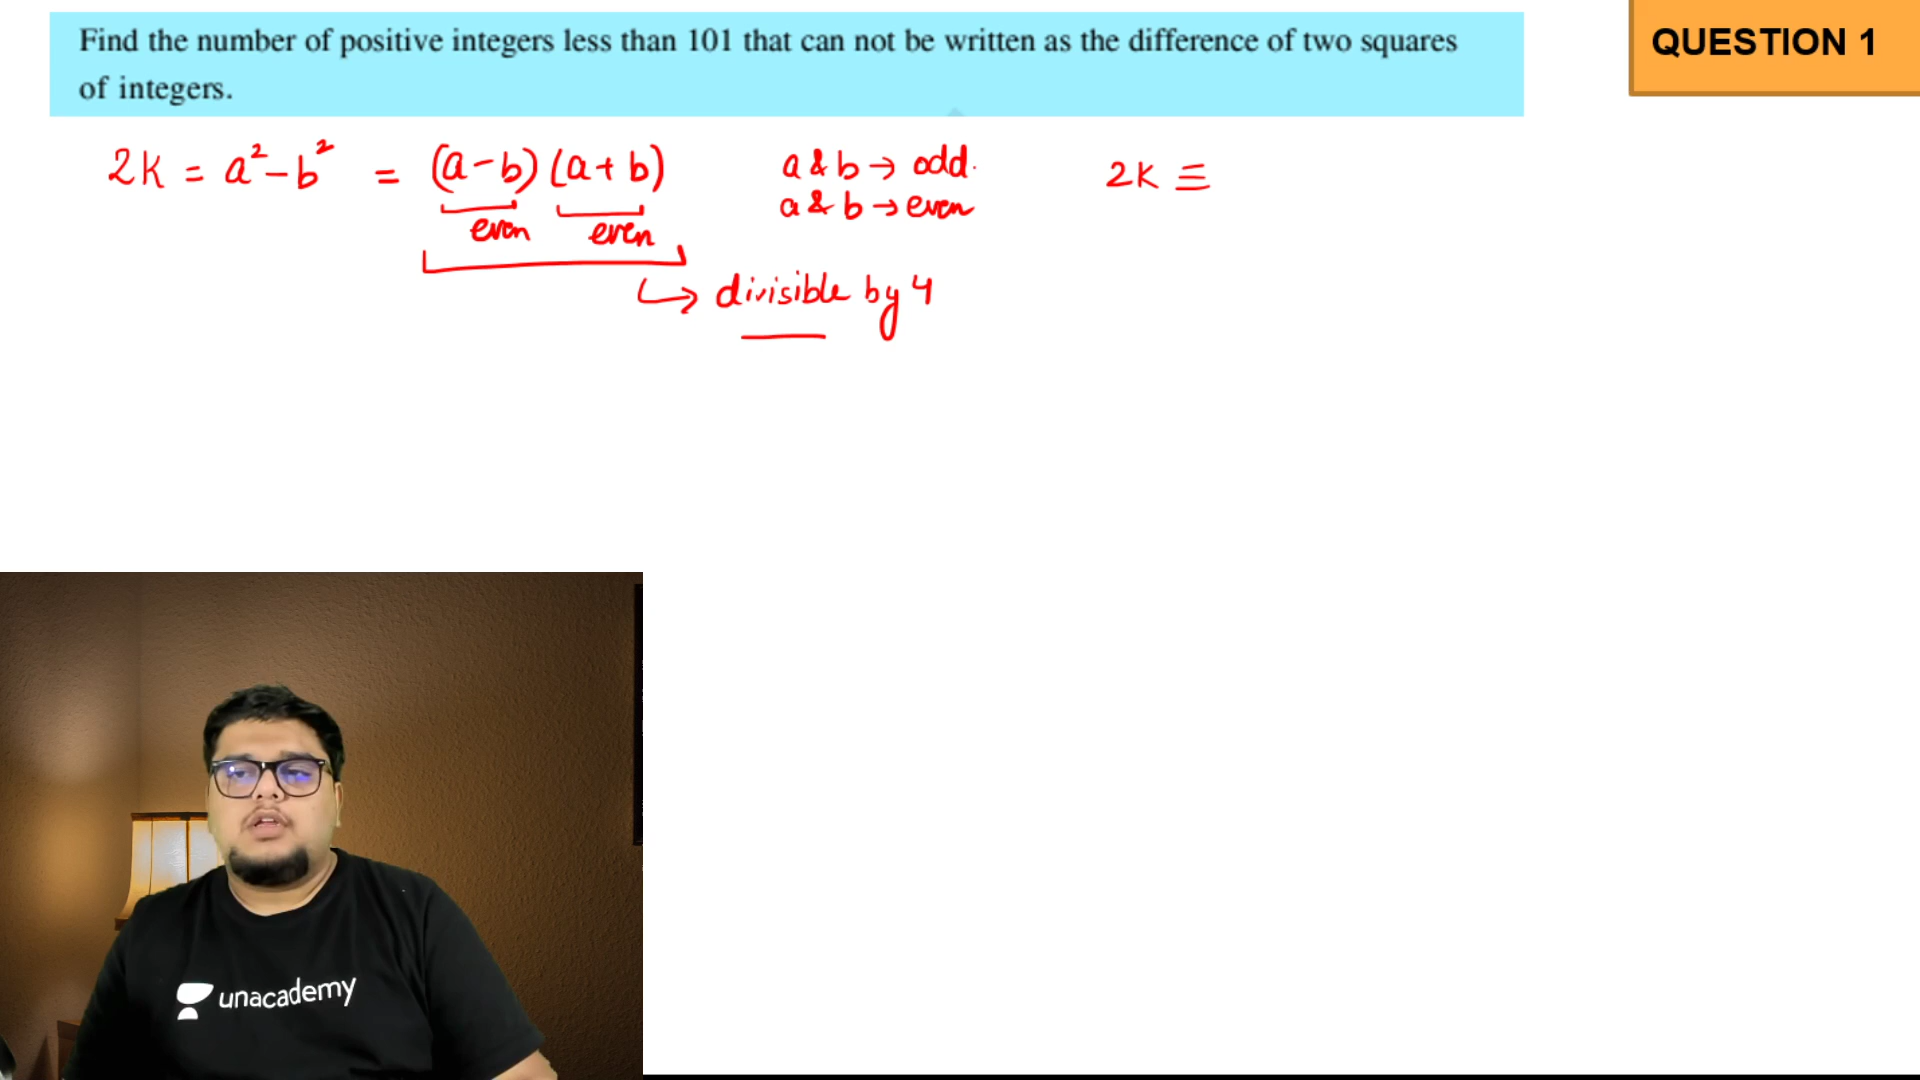 Find the number of positive integers less than 101 that can not be written as the difference of two squares
of integers.
QUESTION 1
2K = a² - b² = (a-b)(a+b)
even even
a & b → odd.
a & b → even
2K ≡
↳ divisible by 4
unacademy